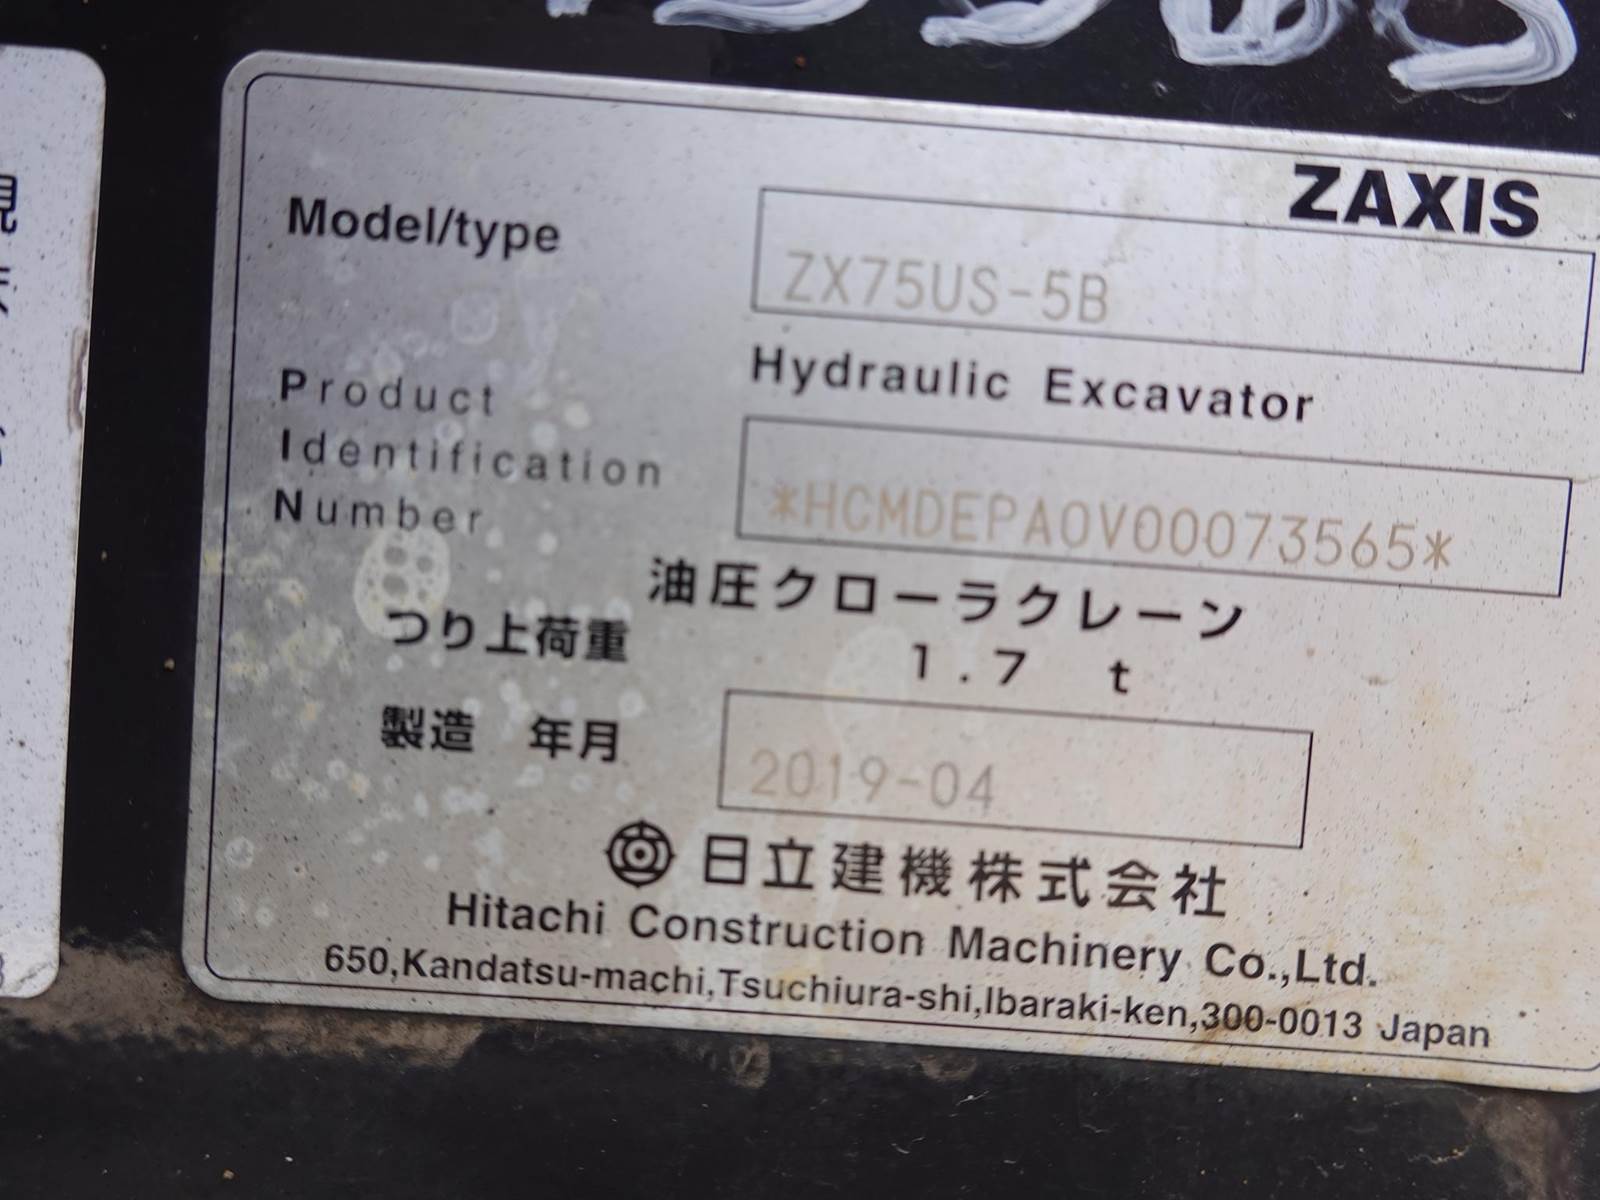 ZAXIS
Model/type ZX75US-5B
Hydraulic Excavator
Product
Identification
Number *HCMDEPA0V00073565*
油圧クローラクレーン
つり上荷重 1.7 t
製造 年月 2019-04
日立建機株式会社
Hitachi Construction Machinery Co.,Ltd.
650,Kandatsu-machi,Tsuchiura-shi,Ibaraki-ken,300-0013 Japan